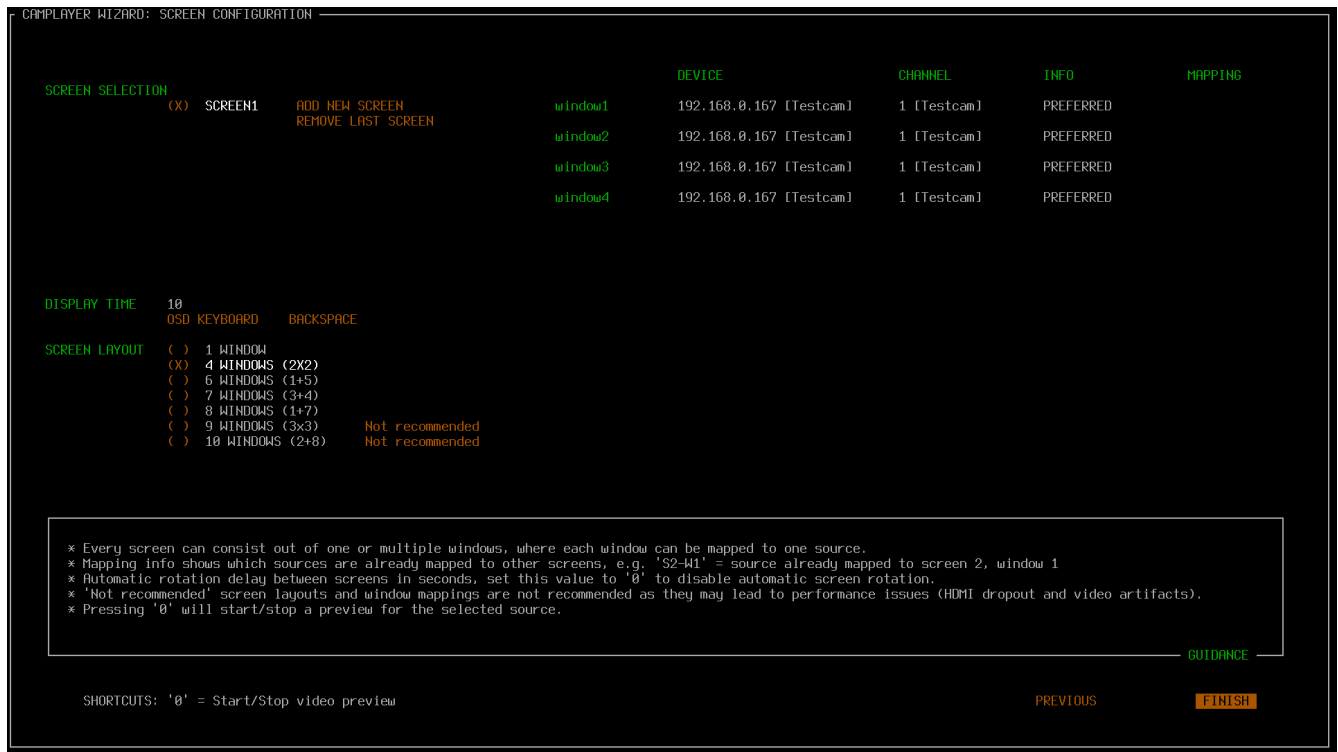 CAMPLAYER WIZARD: SCREEN CONFIGURATION
DEVICE CHANNEL INFO MAPPING
SCREEN SELECTION
(X) SCREEN1 ADD NEW SCREEN window1 192.168.0.167 [Testcam] 1 [Testcam] PREFERRED
REMOVE LAST SCREEN
window2 192.168.0.167 [Testcam] 1 [Testcam] PREFERRED
window3 192.168.0.167 [Testcam] 1 [Testcam] PREFERRED
window4 192.168.0.167 [Testcam] 1 [Testcam] PREFERRED
DISPLAY TIME 10
OSD KEYBOARD BACKSPACE
SCREEN LAYOUT ( ) 1 WINDOW
(X) 4 WINDOWS (2X2)
( ) 6 WINDOWS (1+5)
( ) 7 WINDOWS (3+4)
( ) 8 WINDOWS (1+7)
( ) 9 WINDOWS (3x3) Not recommended
( ) 10 WINDOWS (2+8) Not recommended
* Every screen can consist out of one or multiple windows, where each window can be mapped to one source.
* Mapping info shows which sources are already mapped to other screens, e.g. 'S2-W1' = source already mapped to screen 2, window 1
* Automatic rotation delay between screens in seconds, set this value to '0' to disable automatic screen rotation.
* 'Not recommended' screen layouts and window mappings are not recommended as they may lead to performance issues (HDMI dropout and video artifacts).
* Pressing '0' will start/stop a preview for the selected source.
GUIDANCE
SHORTCUTS: '0' = Start/Stop video preview PREVIOUS FINISH